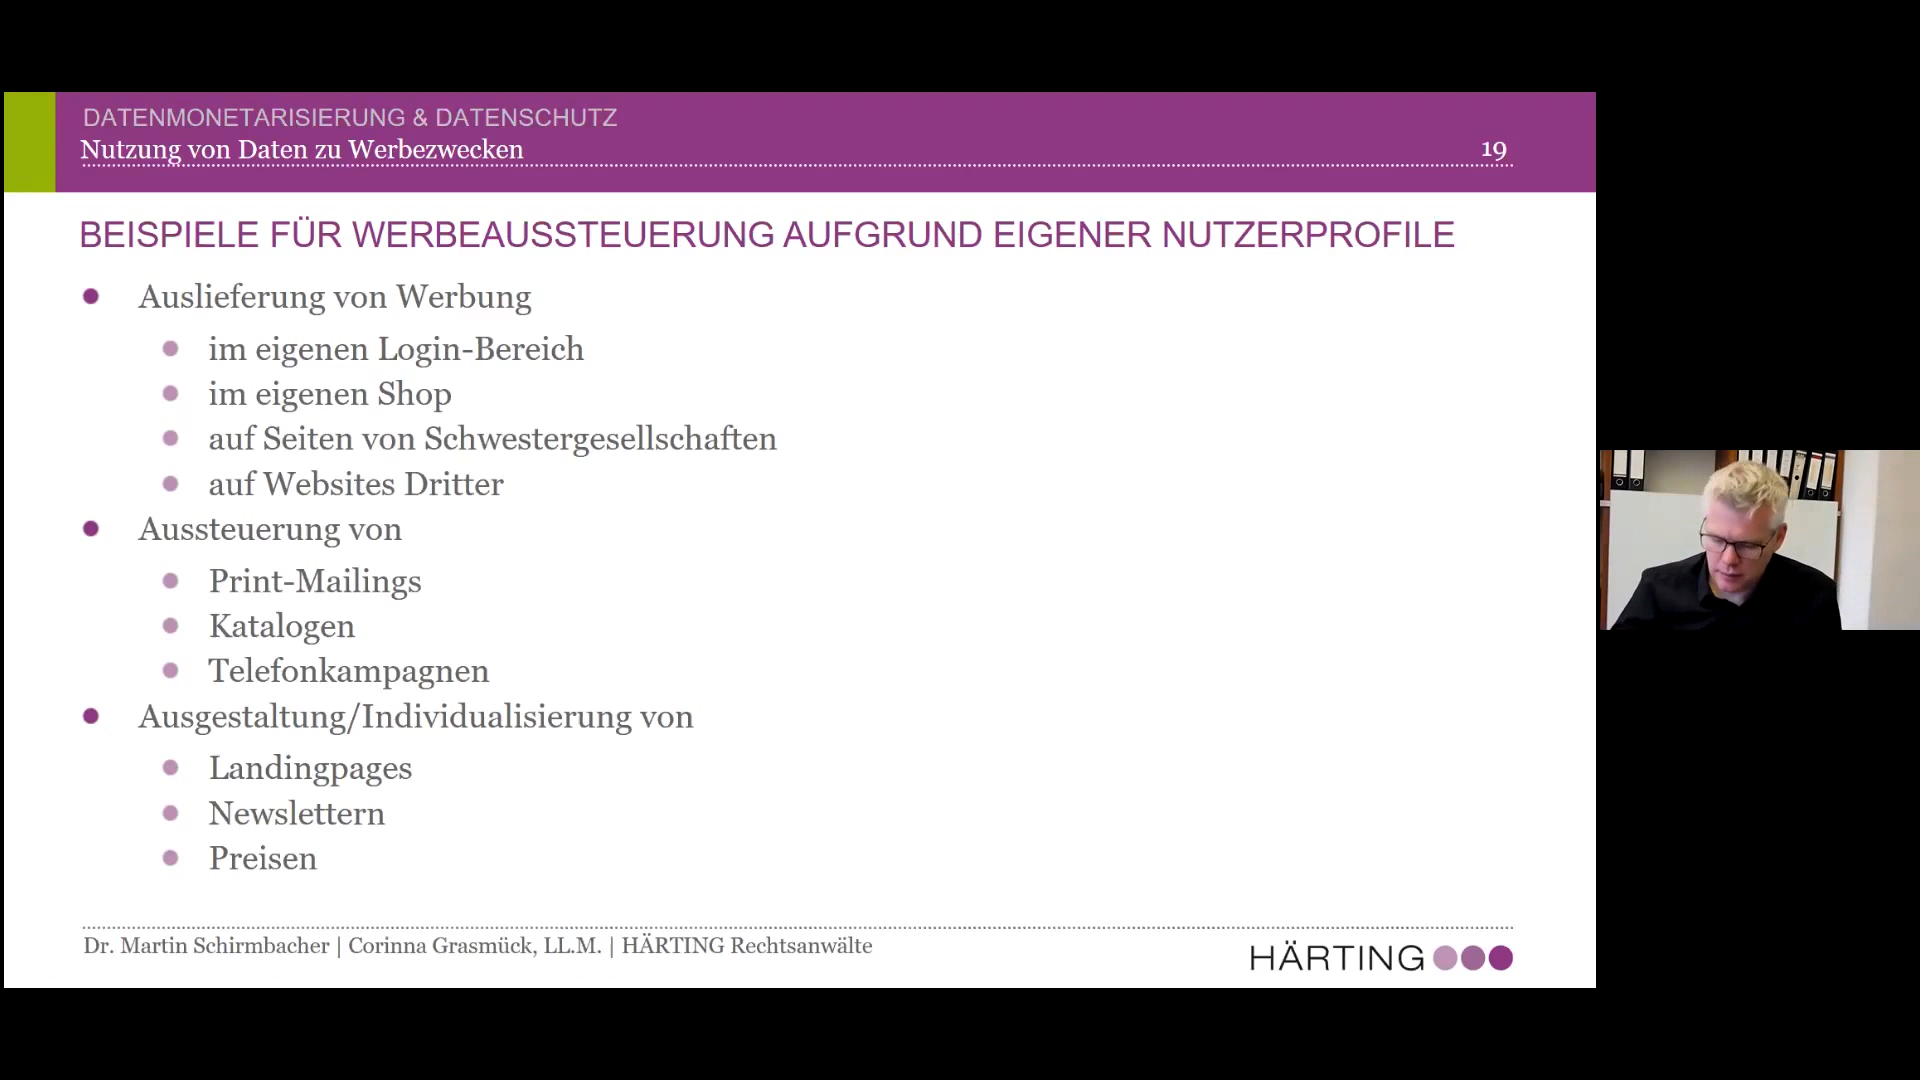 DATENMONETARISIERUNG & DATENSCHUTZ
Nutzung von Daten zu Werbezwecken
19
BEISPIELE FÜR WERBEAUSSTEUERUNG AUFGRUND EIGENER NUTZERPROFILE
Auslieferung von Werbung
im eigenen Login-Bereich
im eigenen Shop
auf Seiten von Schwestergesellschaften
auf Websites Dritter
Aussteuerung von
Print-Mailings
Katalogen
Telefonkampagnen
Ausgestaltung/Individualisierung von
Landingpages
Newslettern
Preisen
Dr. Martin Schirmbacher | Corinna Grasmück, LL.M. | HÄRTING Rechtsanwälte
HÄRTING